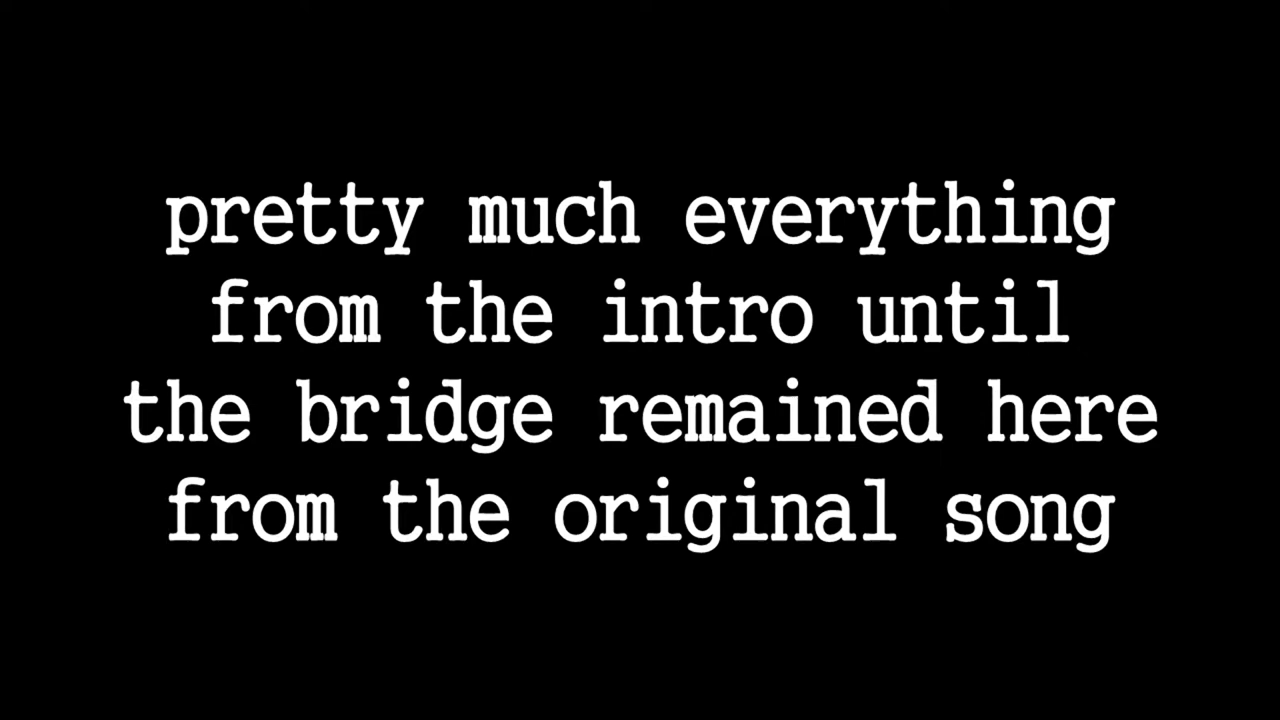 pretty much everything
from the intro until
the bridge remained here
from the original song